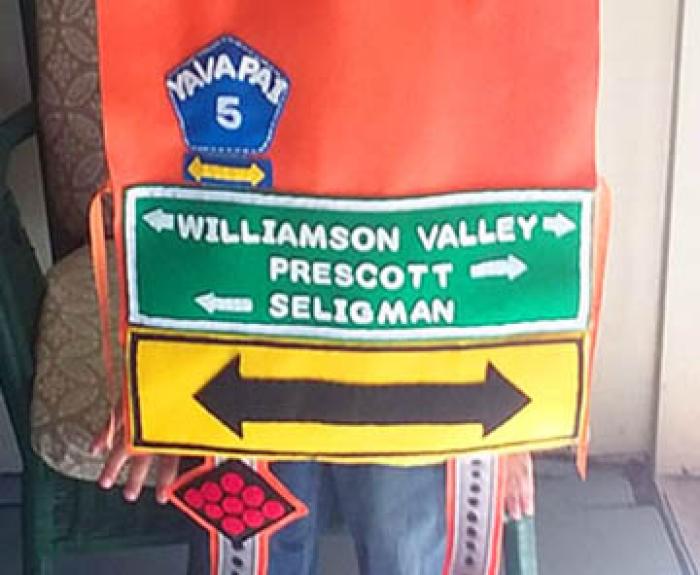 YAVAPAI
5
WILLIAMSON VALLEY
PRESCOTT
SELIGMAN